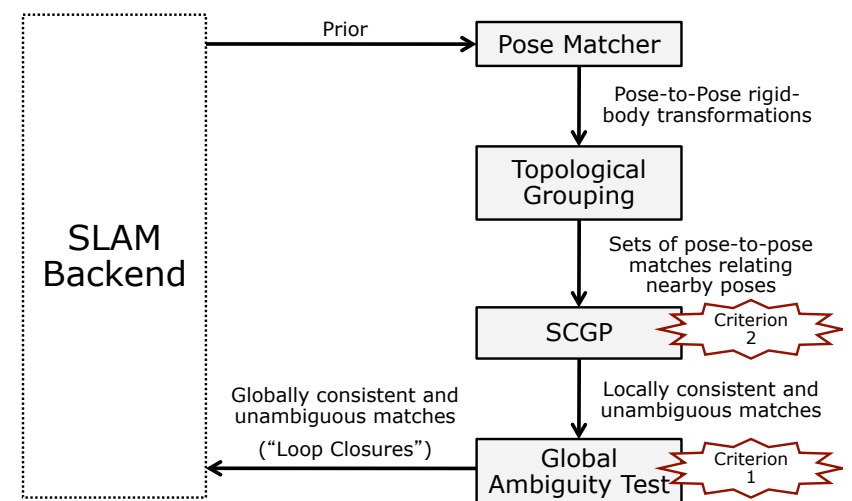 Prior
Pose Matcher
Pose-to-Pose rigid-
body transformations
Topological
Grouping
SLAM
Backend
Sets of pose-to-pose
matches relating
nearby poses
SCGP
Criterion
2
Globally consistent and
unambiguous matches
(“Loop Closures”)
Locally consistent and
unambiguous matches
Global
Ambiguity Test
Criterion
1